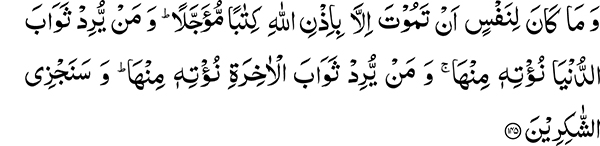 وَ مَا كَانَ لِنَفْسٍ اَنْ تَمُوْتَ اِلَّا بِاِذْنِ اللّٰهِ كِتٰبًا مُّؤَجَّلًا ؕ وَ مَنْ یُّرِدْ ثَوَابَ
الدُّنْیَا نُؤْتِهٖ مِنْهَا ۚ وَ مَنْ یُّرِدْ ثَوَابَ الْاٰخِرَةِ نُؤْتِهٖ مِنْهَا ؕ وَ سَنَجْزِی
الشّٰكِرِیْنَ ﴿۱۴۵﴾